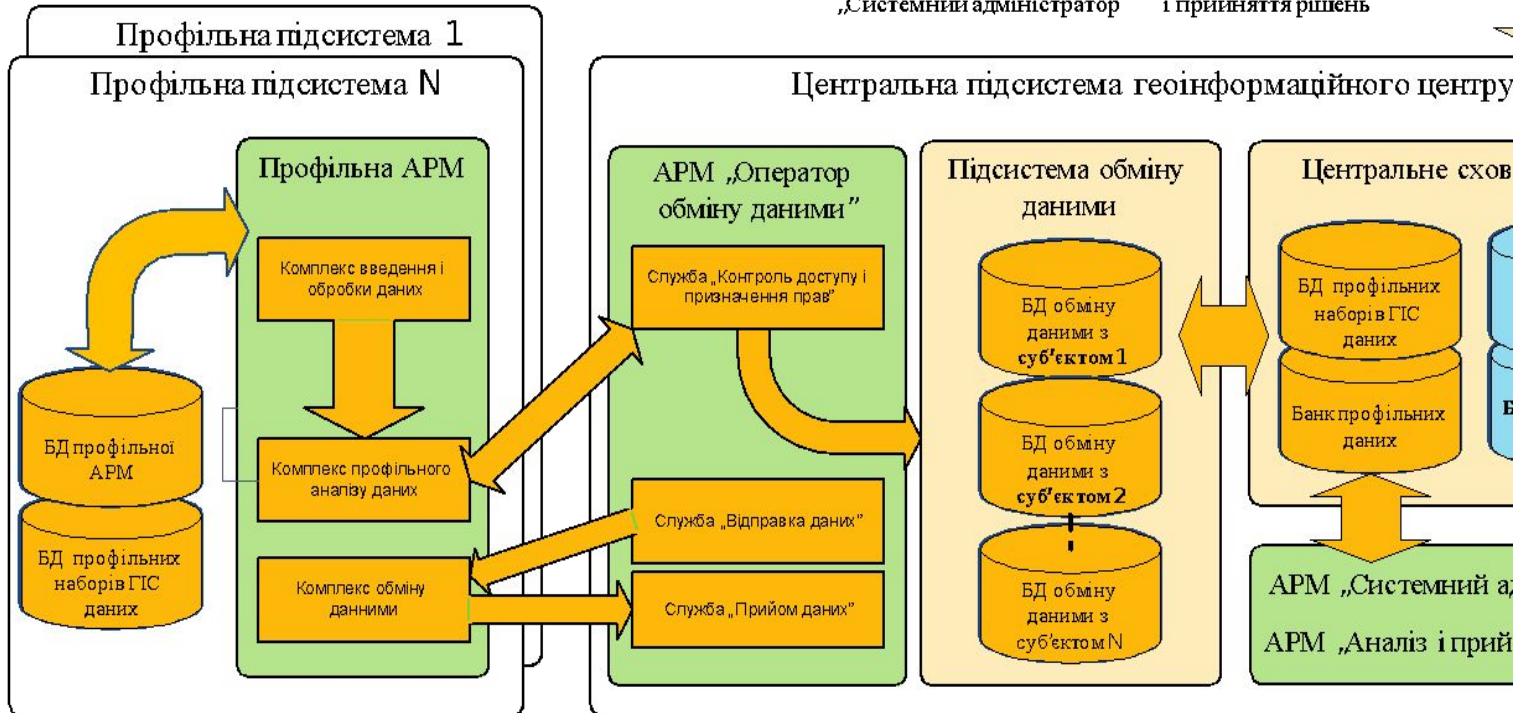 „Системний адміністратор і прийняття рішень
Профільна підсистема 1
Профільна підсистема N
Профільна АРМ
Комплекс введення і
обробки даних
Комплекс профільного
аналізу даних
Комплекс обміну
данними
БД профільної
АРМ
БД профільних
наборів ГІС
даних
Центральна підсистема геоінформаційного центру
АРМ „Оператор
обміну даними”
Служба „Контроль доступу і
призначення прав”
Служба „Відправка даних”
Служба „Прийом даних”
Підсистема обміну
даними
БД обміну
даними з
суб'єктом 1
БД обміну
даними з
суб'єктом 2
БД обміну
даними з
суб'єктом N
Центральне схов
БД профільних
наборів ГІС
даних
Банк профільних
даних
Б
АРМ „Системний ад
АРМ „Аналіз і прий